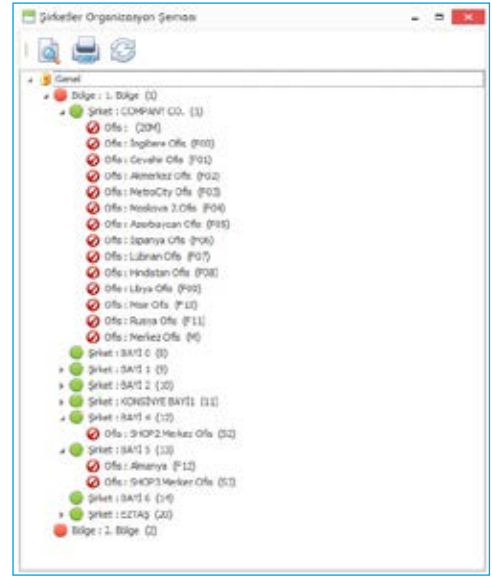 Şirketler Organizasyon Şeması
Genel
Bölge : 1. Bölge (1)
Şirket : COMPANY CO. (1)
Ofis : (20M)
Ofis : İngiltere Ofis (F00)
Ofis : Cevahir Ofis (F01)
Ofis : Akmerkez Ofis (F02)
Ofis : MetroCity Ofis (F03)
Ofis : Moskova 2.Ofis (F04)
Ofis : Azerbaycan Ofis (F05)
Ofis : İspanya Ofis (F06)
Ofis : Lübnan Ofis (F07)
Ofis : Hindistan Ofis (F08)
Ofis : Libya Ofis (F09)
Ofis : Mısır Ofis (F10)
Ofis : Rusya Ofis (F11)
Ofis : Merkez Ofis (M)
Şirket : BAYİ 0 (8)
Şirket : BAYİ 1 (9)
Şirket : BAYİ 2 (10)
Şirket : KONSİNYE BAYİ1 (11)
Şirket : BAYİ 4 (12)
Ofis : SHOP2 Merkez Ofis (S2)
Şirket : BAYİ 5 (13)
Ofis : Almanya (F12)
Ofis : SHOP3 Merkez Ofis (S3)
Şirket : BAYİ 6 (14)
Şirket : EZTAŞ (20)
Bölge : 2. Bölge (2)